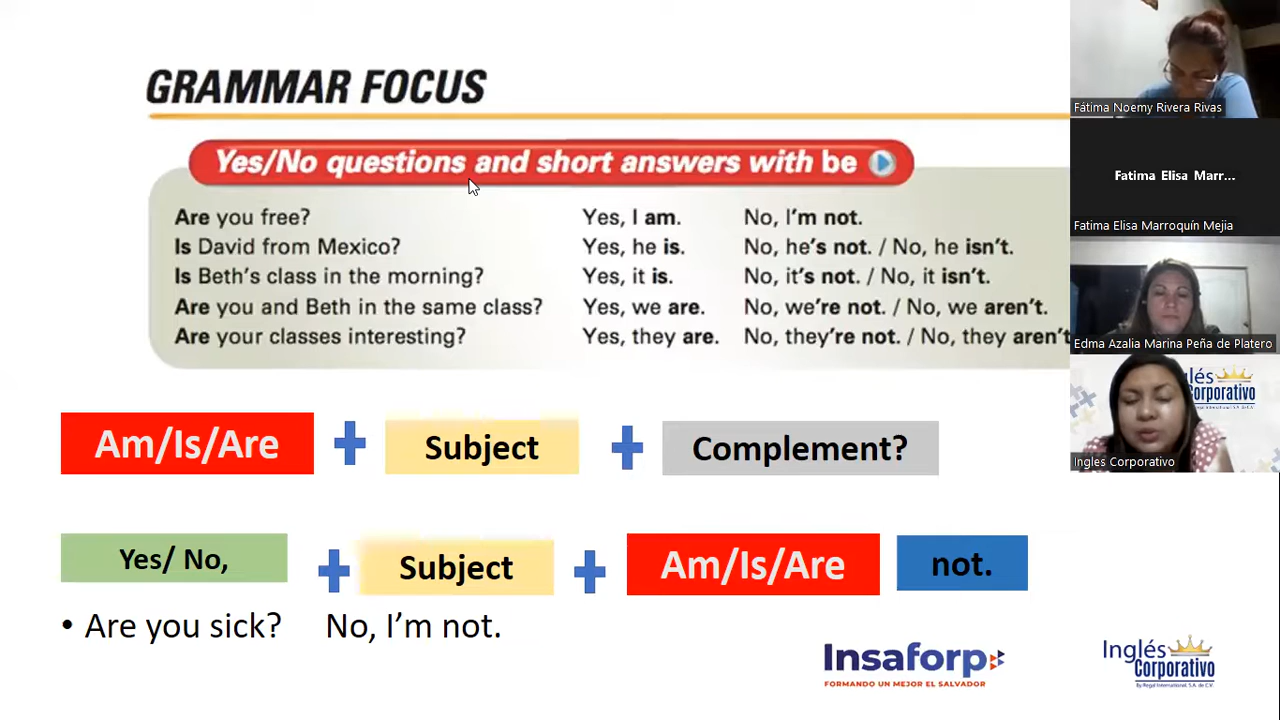 GRAMMAR FOCUS
Yes/No questions and short answers with be
Are you free? Yes, I am. No, I'm not.
Is David from Mexico? Yes, he is. No, he's not. / No, he isn't.
Is Beth's class in the morning? Yes, it is. No, it's not. / No, it isn't.
Are you and Beth in the same class? Yes, we are. No, we're not. / No, we aren't.
Are your classes interesting? Yes, they are. No, they're not. / No, they aren't
Am/Is/Are + Subject + Complement?
Yes/ No, + Subject + Am/Is/Are not.
• Are you sick? No, I'm not.
Insaforp
FORMANDO UN MEJOR EL SALVADOR
Inglés
Corporativo
By Regal International, S.A. de C.V.
Fátima Noemy Rivera Rivas
Fatima Elisa Marr...
Fatima Elisa Marroquín Mejia
Edma Azalia Marina Peña de Platero
glés
Corporativo
Ingles Corporativo